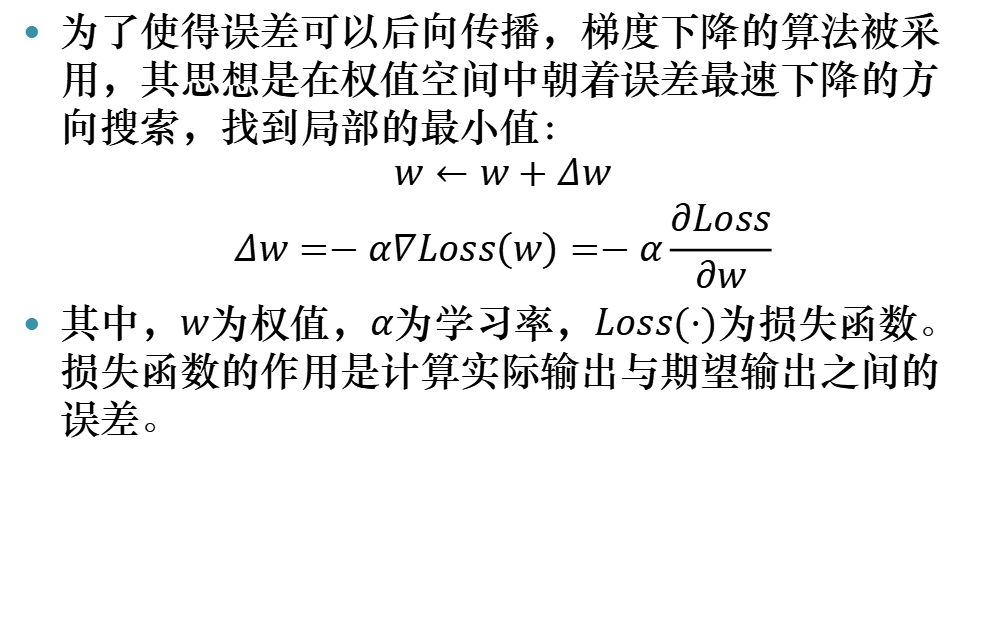 • 为了使得误差可以后向传播，梯度下降的算法被采
用，其思想是在权值空间中朝着误差最速下降的方
向搜索，找到局部的最小值：
w ← w + Δw
Δw =− α∇Loss(w) =− α ∂Loss/∂w
• 其中，w为权值，α为学习率，Loss(·)为损失函数。
损失函数的作用是计算实际输出与期望输出之间的
误差。